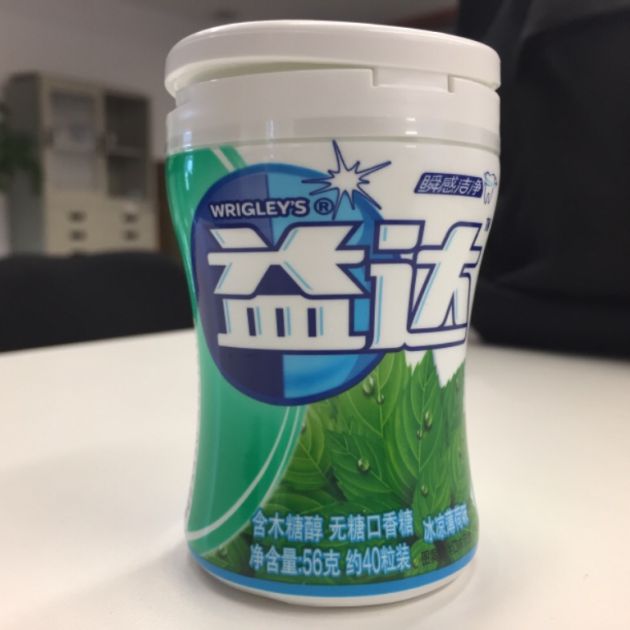 瞬感洁净
WRIGLEY'S®
益达
含木糖醇 无糖口香糖 冰凉薄荷味
净含量:56克 约40粒装